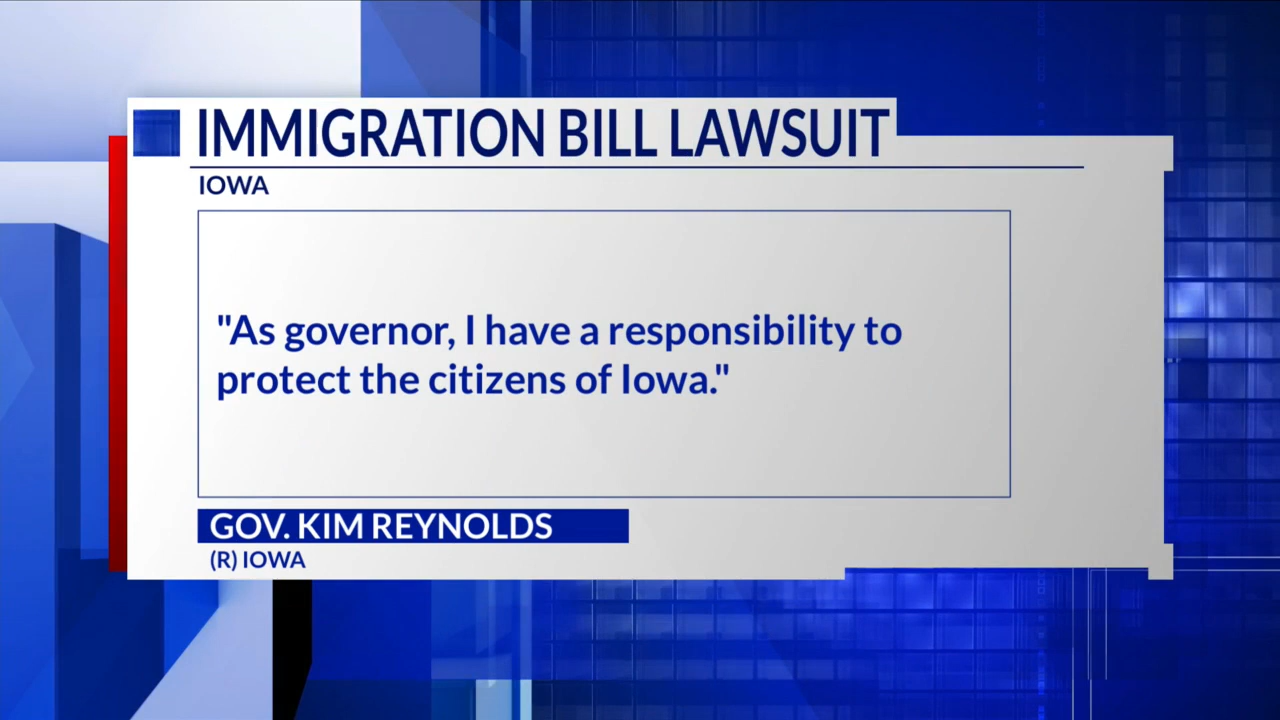 IMMIGRATION BILL LAWSUIT
IOWA
"As governor, I have a responsibility to
protect the citizens of Iowa."
GOV. KIM REYNOLDS
(R) IOWA